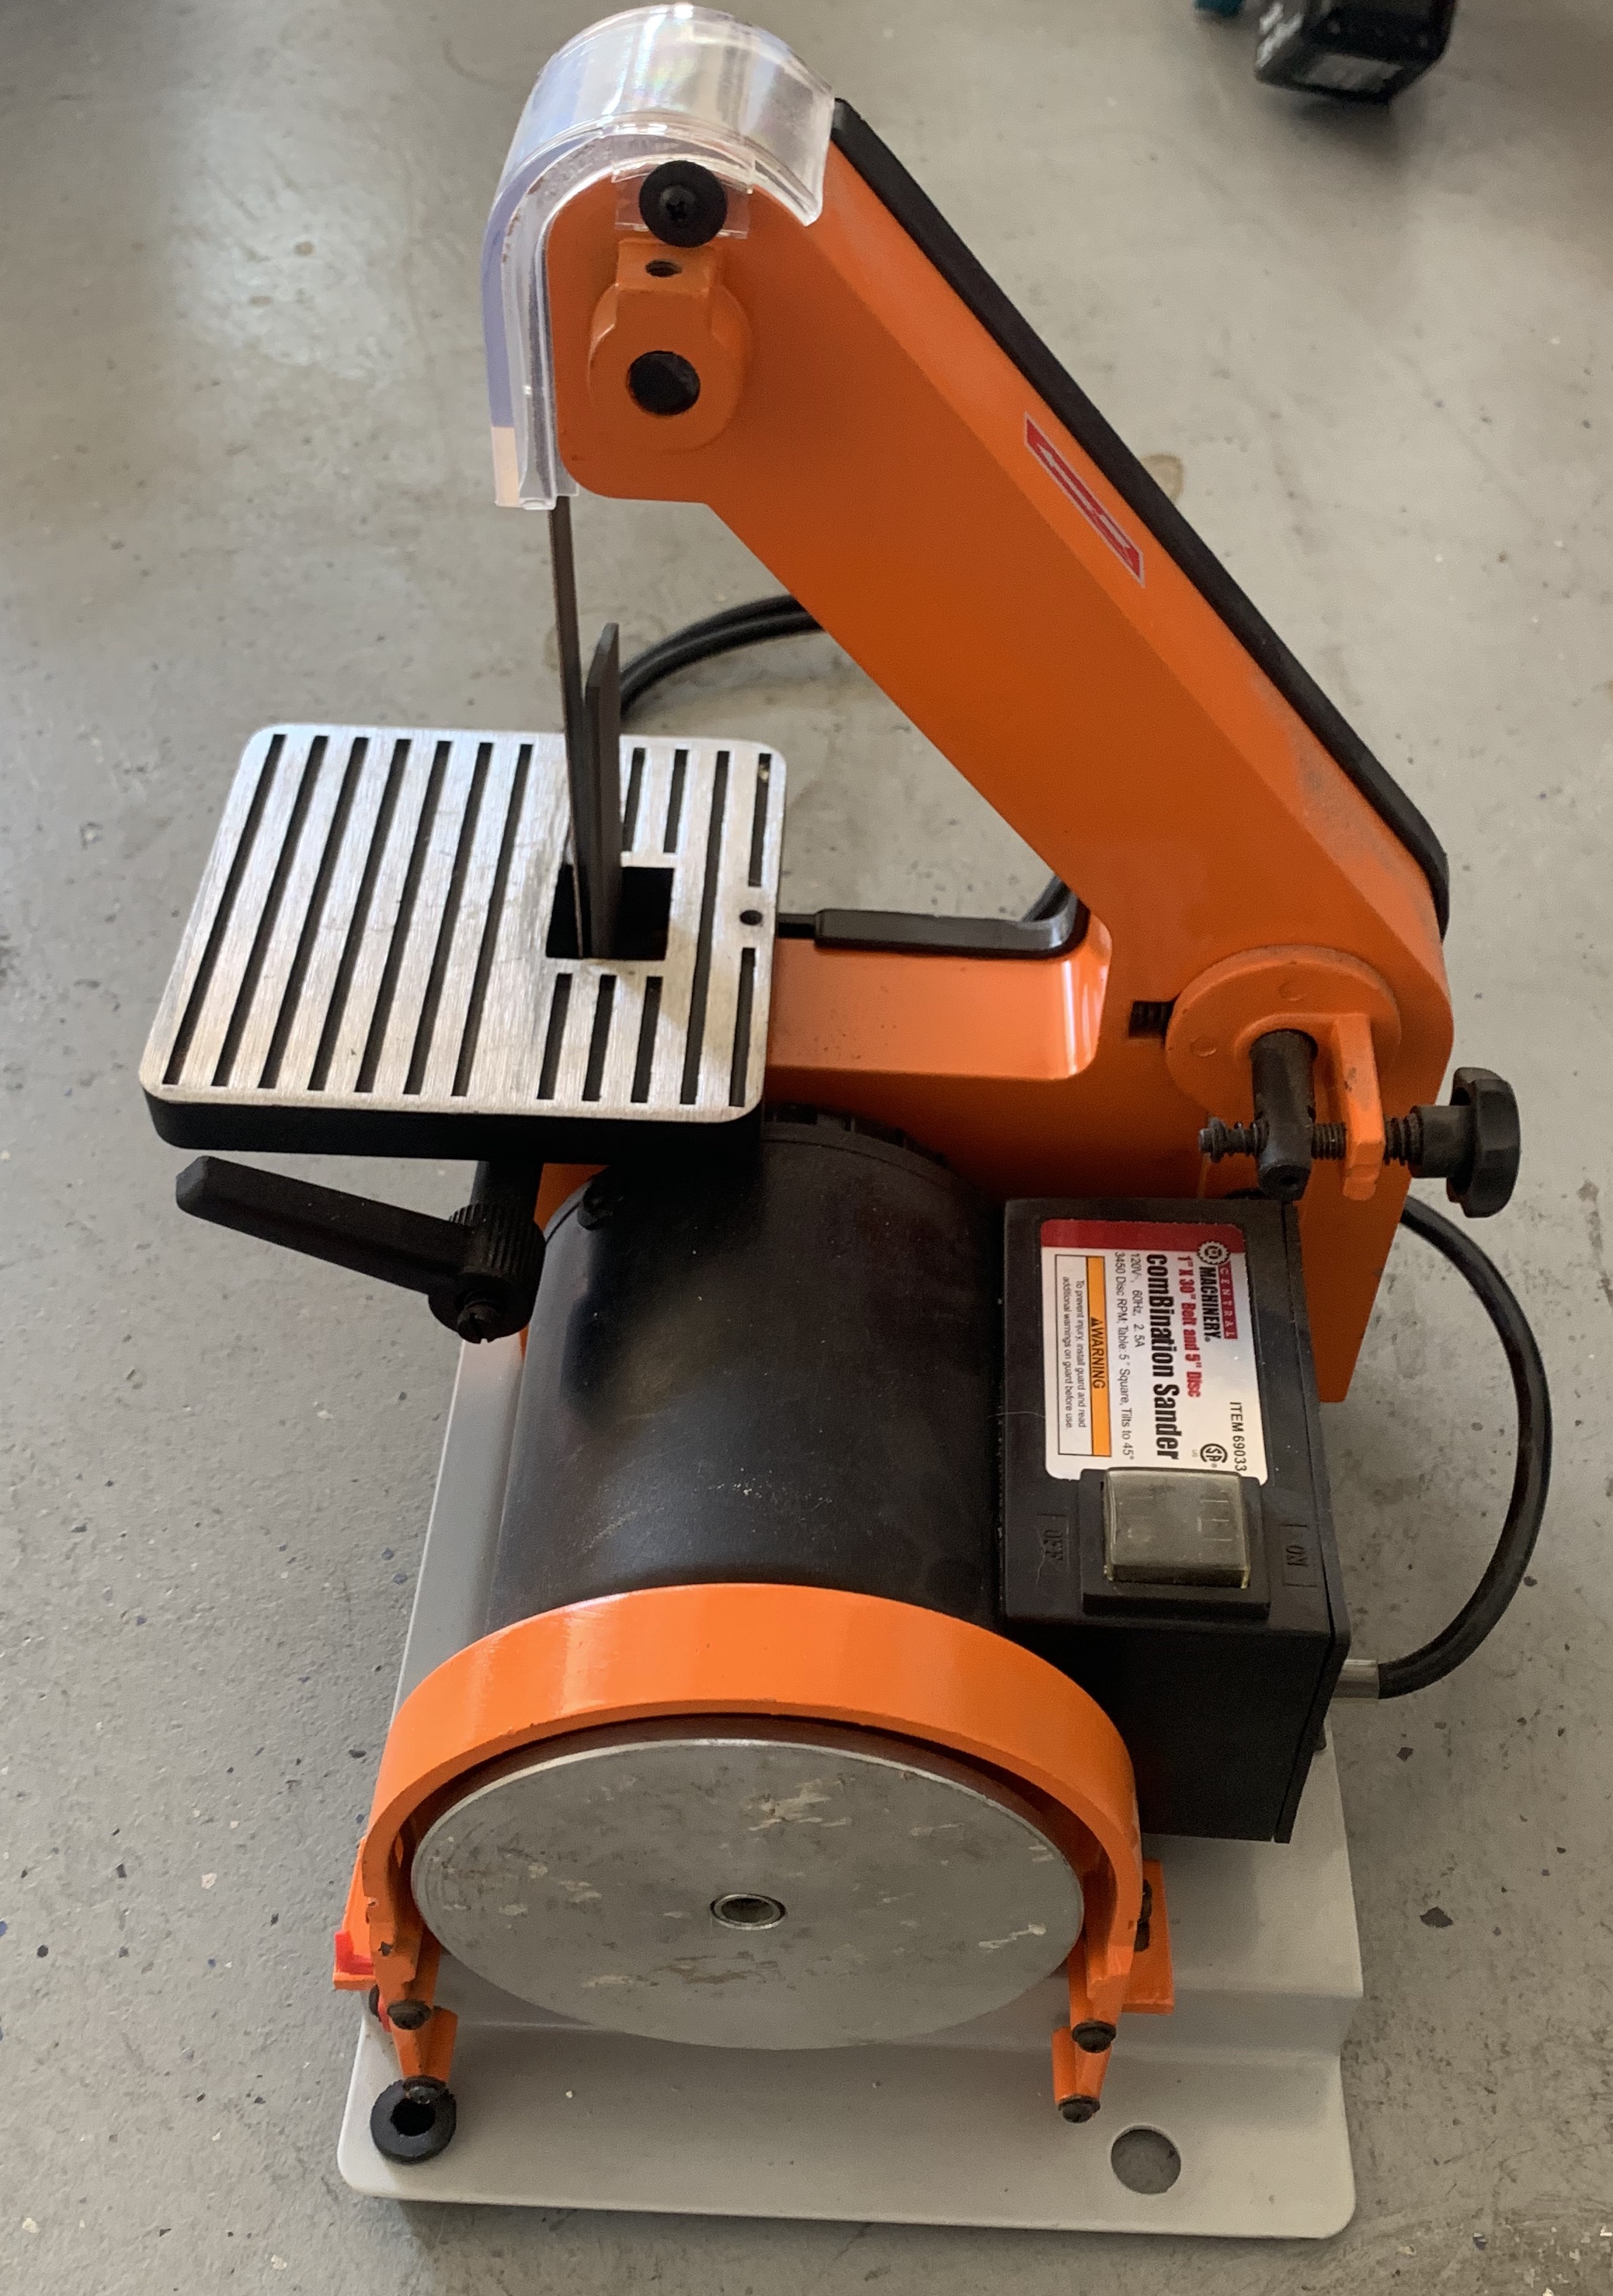 CENTRAL
MACHINERY®
ITEM 69033
1" X 30" Belt and 5" Disc
comBination Sander
120V~, 60Hz, 2.5A
3450 Disc RPM; Table: 5" Square, Tilts to 45°
WARNING
To prevent injury, install guard and read
additional warnings on guard before use.
OFF
ON